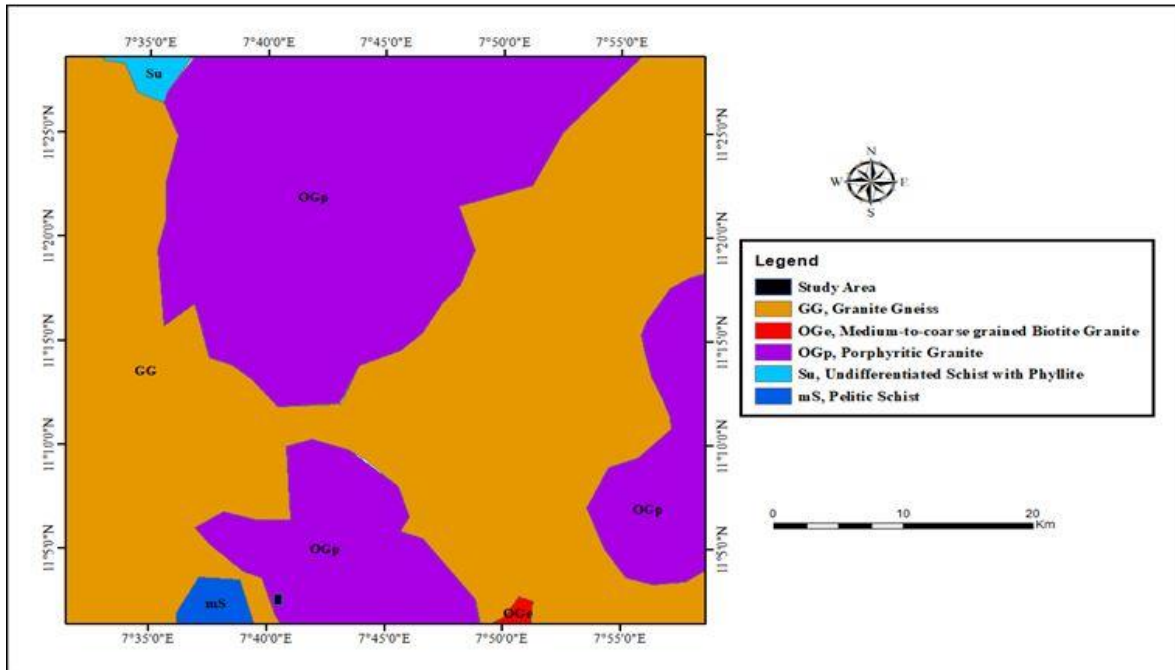 7°35'0"E 7°40'0"E 7°45'0"E 7°50'0"E 7°55'0"E
Su
11°25'0"N 11°25'0"N
OGp
11°20'0"N 11°20'0"N
11°15'0"N 11°15'0"N
GG
11°10'0"N 11°10'0"N
OGp
11°5'0"N 11°5'0"N
OGp
mS
OGe
7°35'0"E 7°40'0"E 7°45'0"E 7°50'0"E 7°55'0"E
N
W E
S
Legend
Study Area
GG, Granite Gneiss
OGe, Medium-to-coarse grained Biotite Granite
OGp, Porphyritic Granite
Su, Undifferentiated Schist with Phyllite
mS, Pelitic Schist
0 10 20
Km